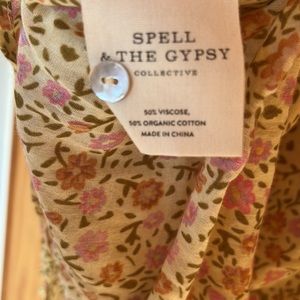 SPELL
& THE GYPSY
COLLECTIVE
50% VISCOSE,
50% ORGANIC COTTON
MADE IN CHINA